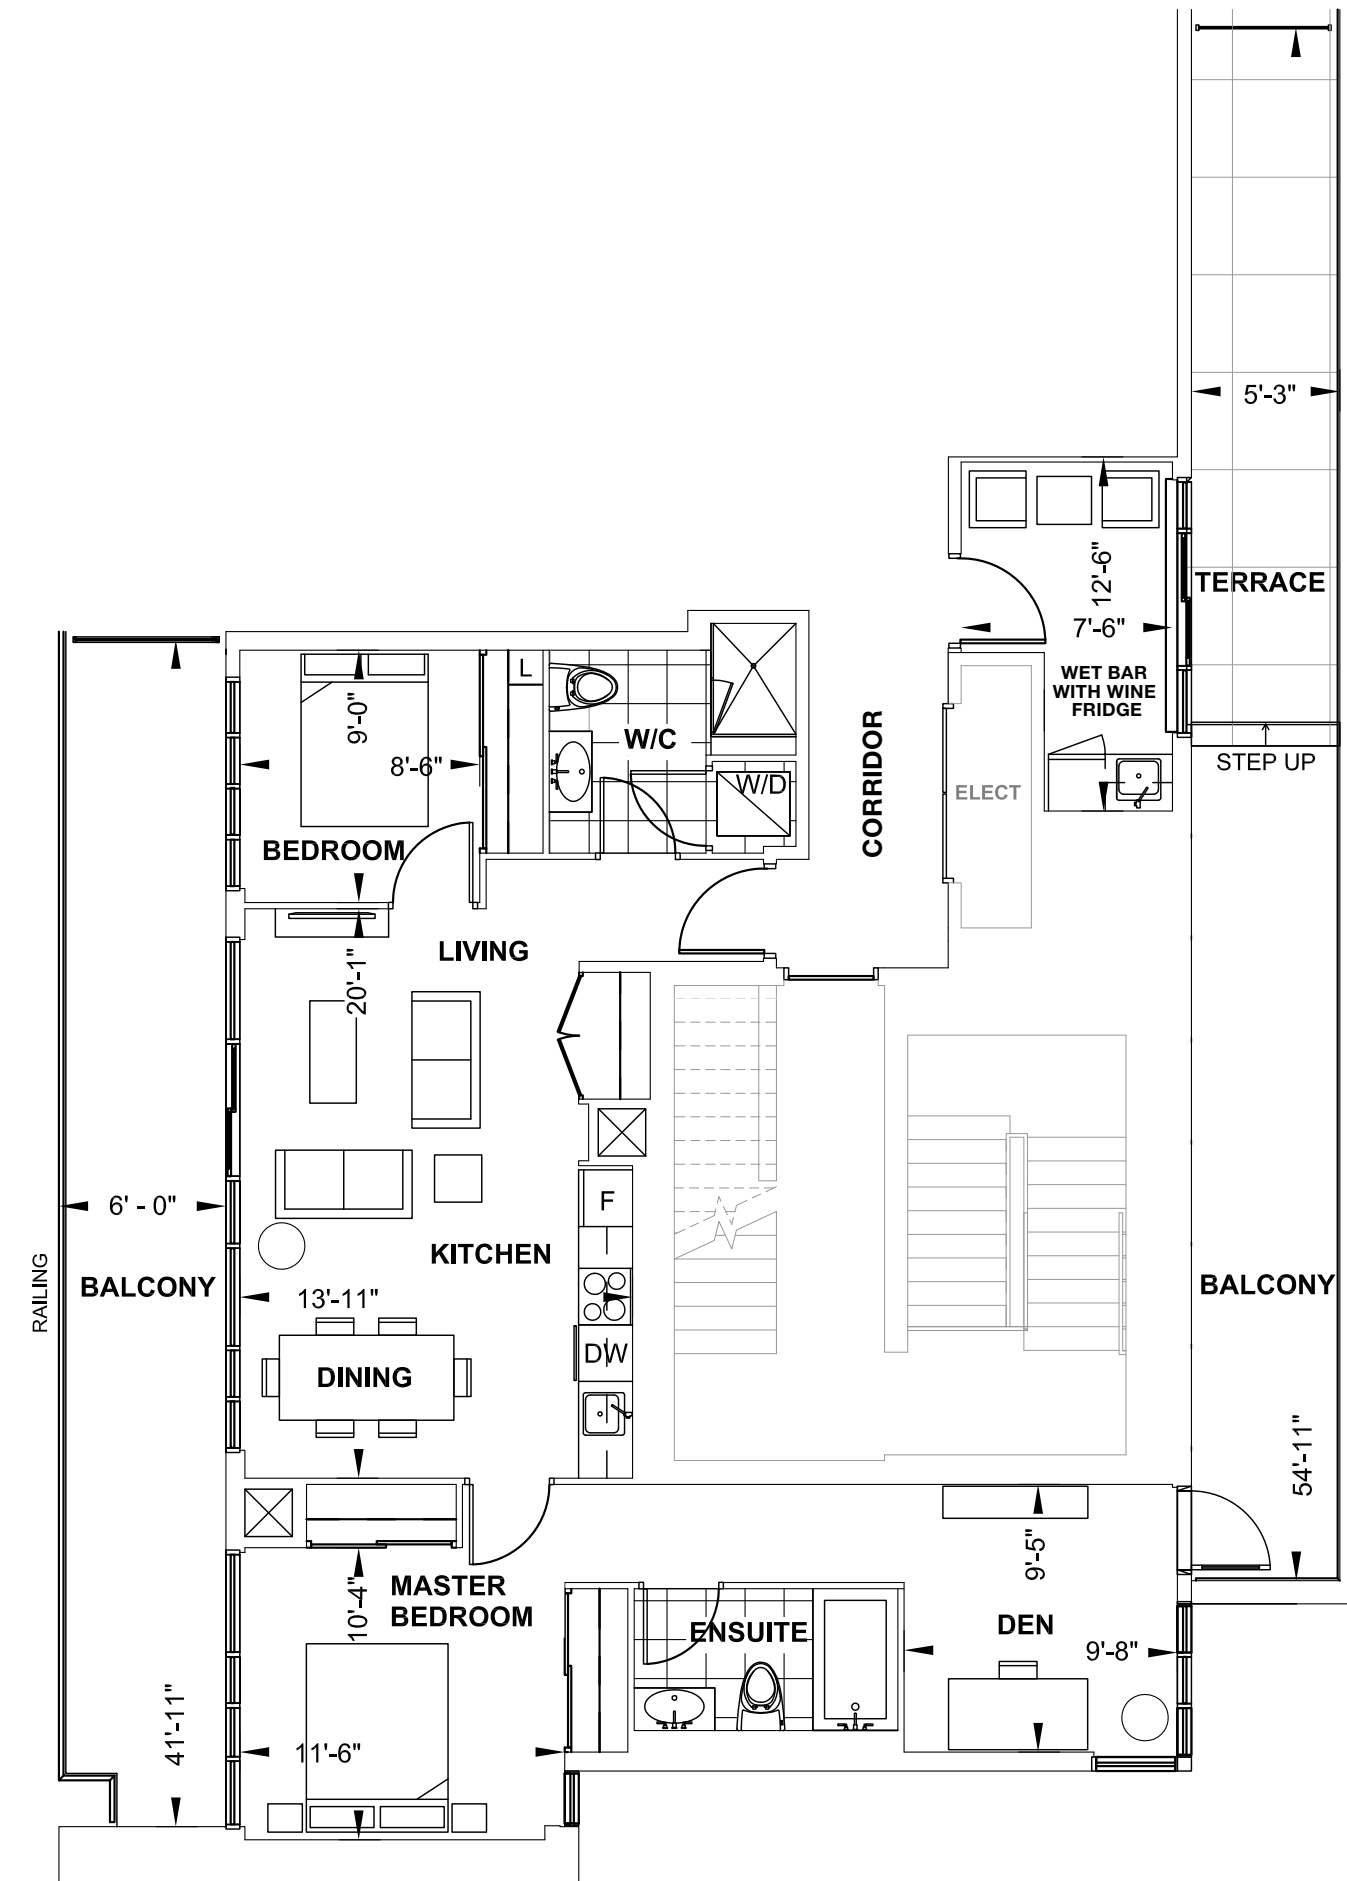 5'-3"
12'-6"
TERRACE
7'-6"
WET BAR
WITH WINE
FRIDGE
L
9'-0"
W/C
8'-6"
CORRIDOR
STEP UP
W/D
ELECT
BEDROOM
LIVING
20'-1"
6' - 0"
F
KITCHEN
RAILING
BALCONY
BALCONY
13'-11"
DW
DINING
54'-11"
9'-5"
MASTER
BEDROOM
10'-4"
ENSUITE
DEN
9'-8"
41'-11"
11'-6"